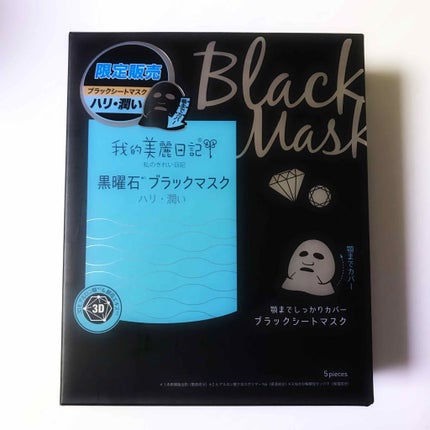 限定販売
ブラックシートマスク
ハリ・潤い
Black
Mask
我的美麗日記
私のきれい日記
黒曜石 ブラックマスク
ハリ・潤い
顎までカバー
3D
顎までしっかりカバー
ブラックシートマスク
5 pieces